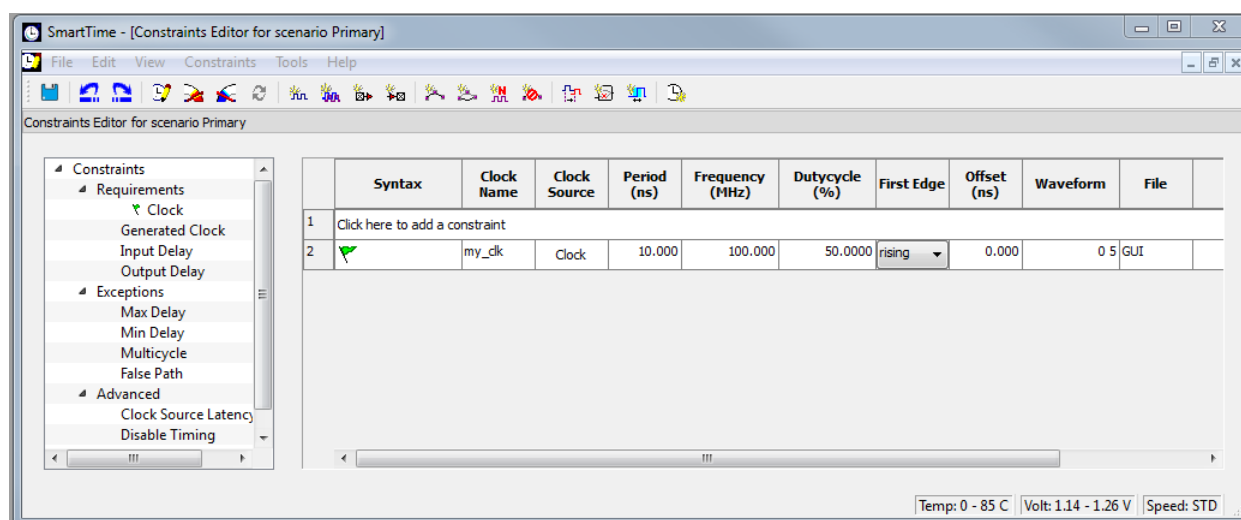 SmartTime - [Constraints Editor for scenario Primary]
File Edit View Constraints Tools Help
Constraints Editor for scenario Primary
Constraints
Requirements
Clock
Generated Clock
Input Delay
Output Delay
Exceptions
Max Delay
Min Delay
Multicycle
False Path
Advanced
Clock Source Latency
Disable Timing
Syntax Clock Name Clock Source Period (ns) Frequency (MHz) Dutycycle (%) First Edge Offset (ns) Waveform File
1 Click here to add a constraint
2 my_clk Clock 10.000 100.000 50.0000 rising 0.000 0 5 GUI
Temp: 0 - 85 C Volt: 1.14 - 1.26 V Speed: STD